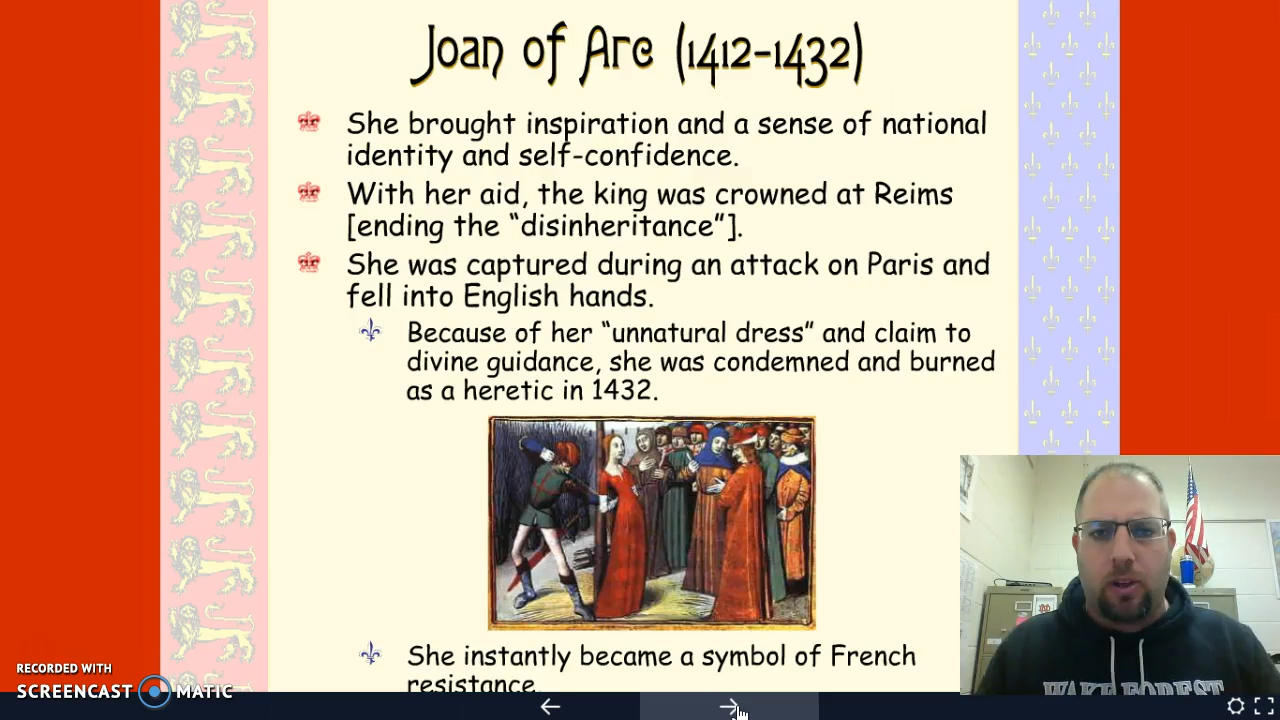 Joan of Arc (1412-1432)
She brought inspiration and a sense of national
identity and self-confidence.
With her aid, the king was crowned at Reims
[ending the “disinheritance”].
She was captured during an attack on Paris and
fell into English hands.
Because of her “unnatural dress” and claim to
divine guidance, she was condemned and burned
as a heretic in 1432.
She instantly became a symbol of French
resistance.
RECORDED WITH
SCREENCAST MATIC
WAKE FOREST